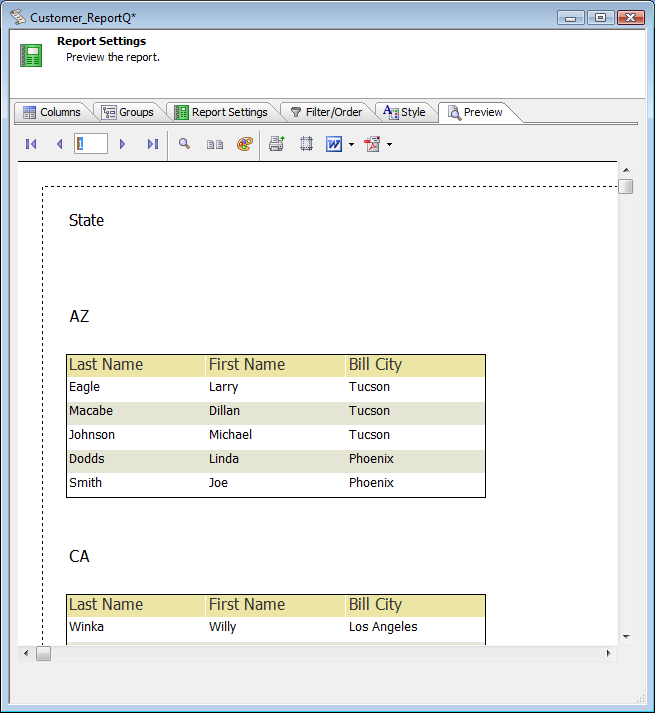 Customer_ReportQ*
Report Settings
Preview the report.
Columns Groups Report Settings Filter/Order Style Preview
1
State
AZ
Last Name First Name Bill City
Eagle Larry Tucson
Macabe Dillan Tucson
Johnson Michael Tucson
Dodds Linda Phoenix
Smith Joe Phoenix
CA
Last Name First Name Bill City
Winka Willy Los Angeles